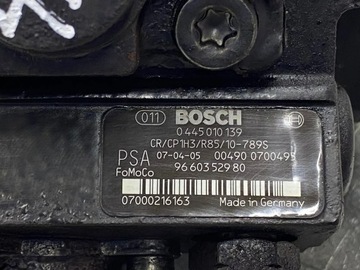 (011) BOSCH
0 445 010 139
CR/CP1H3/R85/10-789S
PSA 07-04-05 00490 0700495
FoMoCo 96 603 529 80
07000216163 Made in Germany